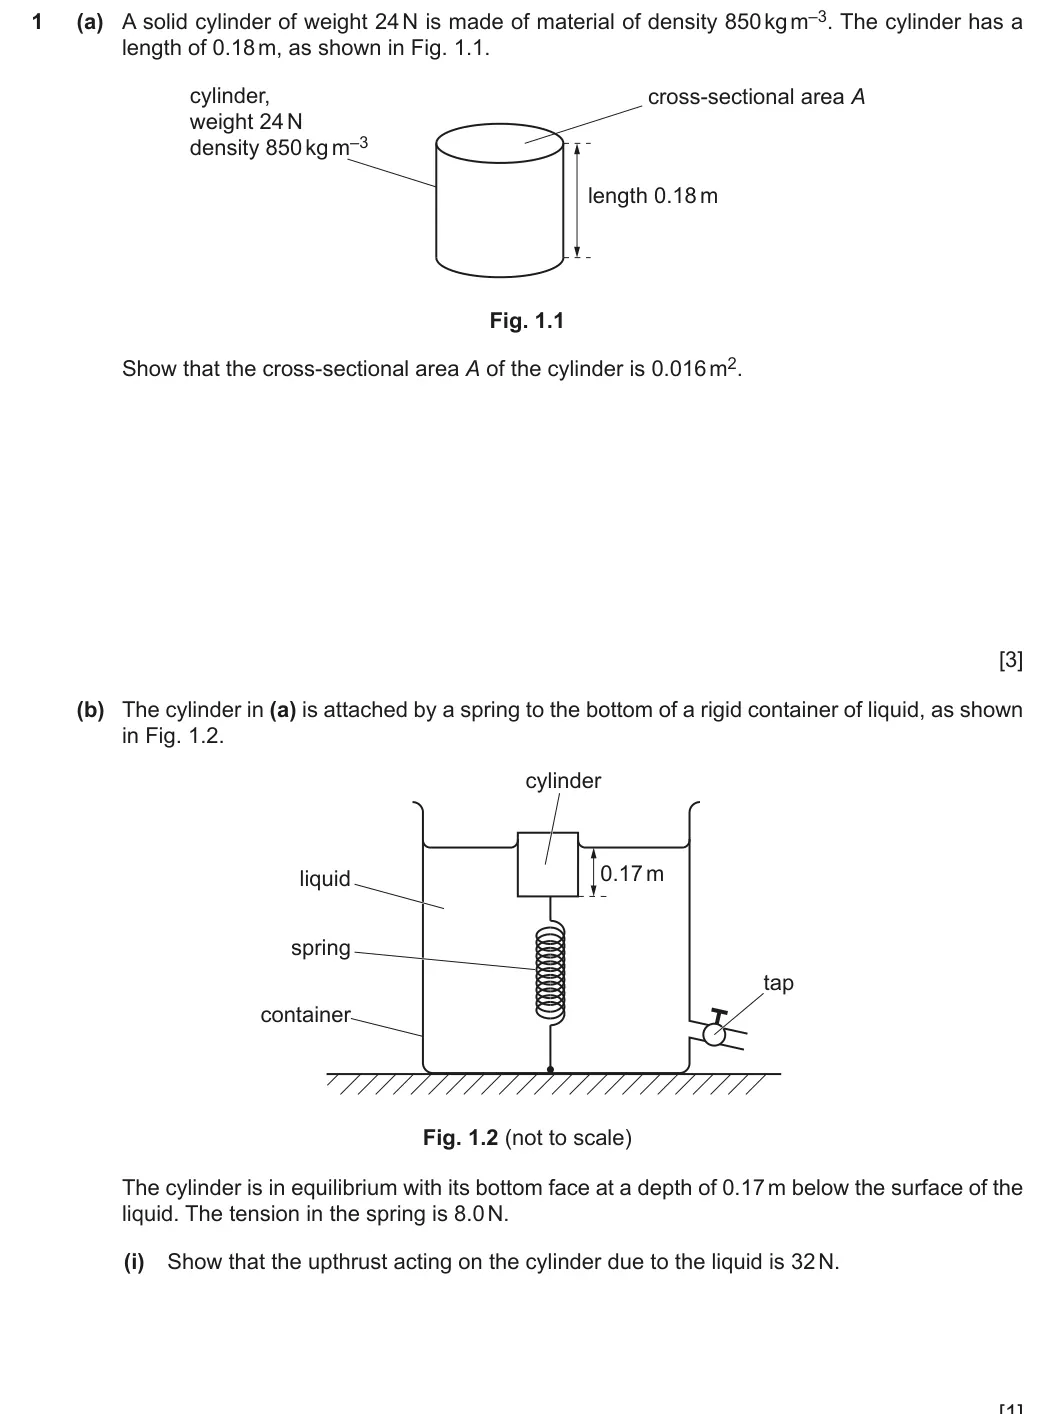 1 (a) A solid cylinder of weight 24 N is made of material of density 850 kg m⁻³. The cylinder has a
length of 0.18 m, as shown in Fig. 1.1.
cylinder,
weight 24 N
density 850 kg m⁻³
cross-sectional area A
length 0.18 m
Fig. 1.1
Show that the cross-sectional area A of the cylinder is 0.016 m².
[3]
(b) The cylinder in (a) is attached by a spring to the bottom of a rigid container of liquid, as shown
in Fig. 1.2.
cylinder
liquid
0.17 m
spring
tap
container
Fig. 1.2 (not to scale)
The cylinder is in equilibrium with its bottom face at a depth of 0.17 m below the surface of the
liquid. The tension in the spring is 8.0 N.
(i) Show that the upthrust acting on the cylinder due to the liquid is 32 N.
[1]